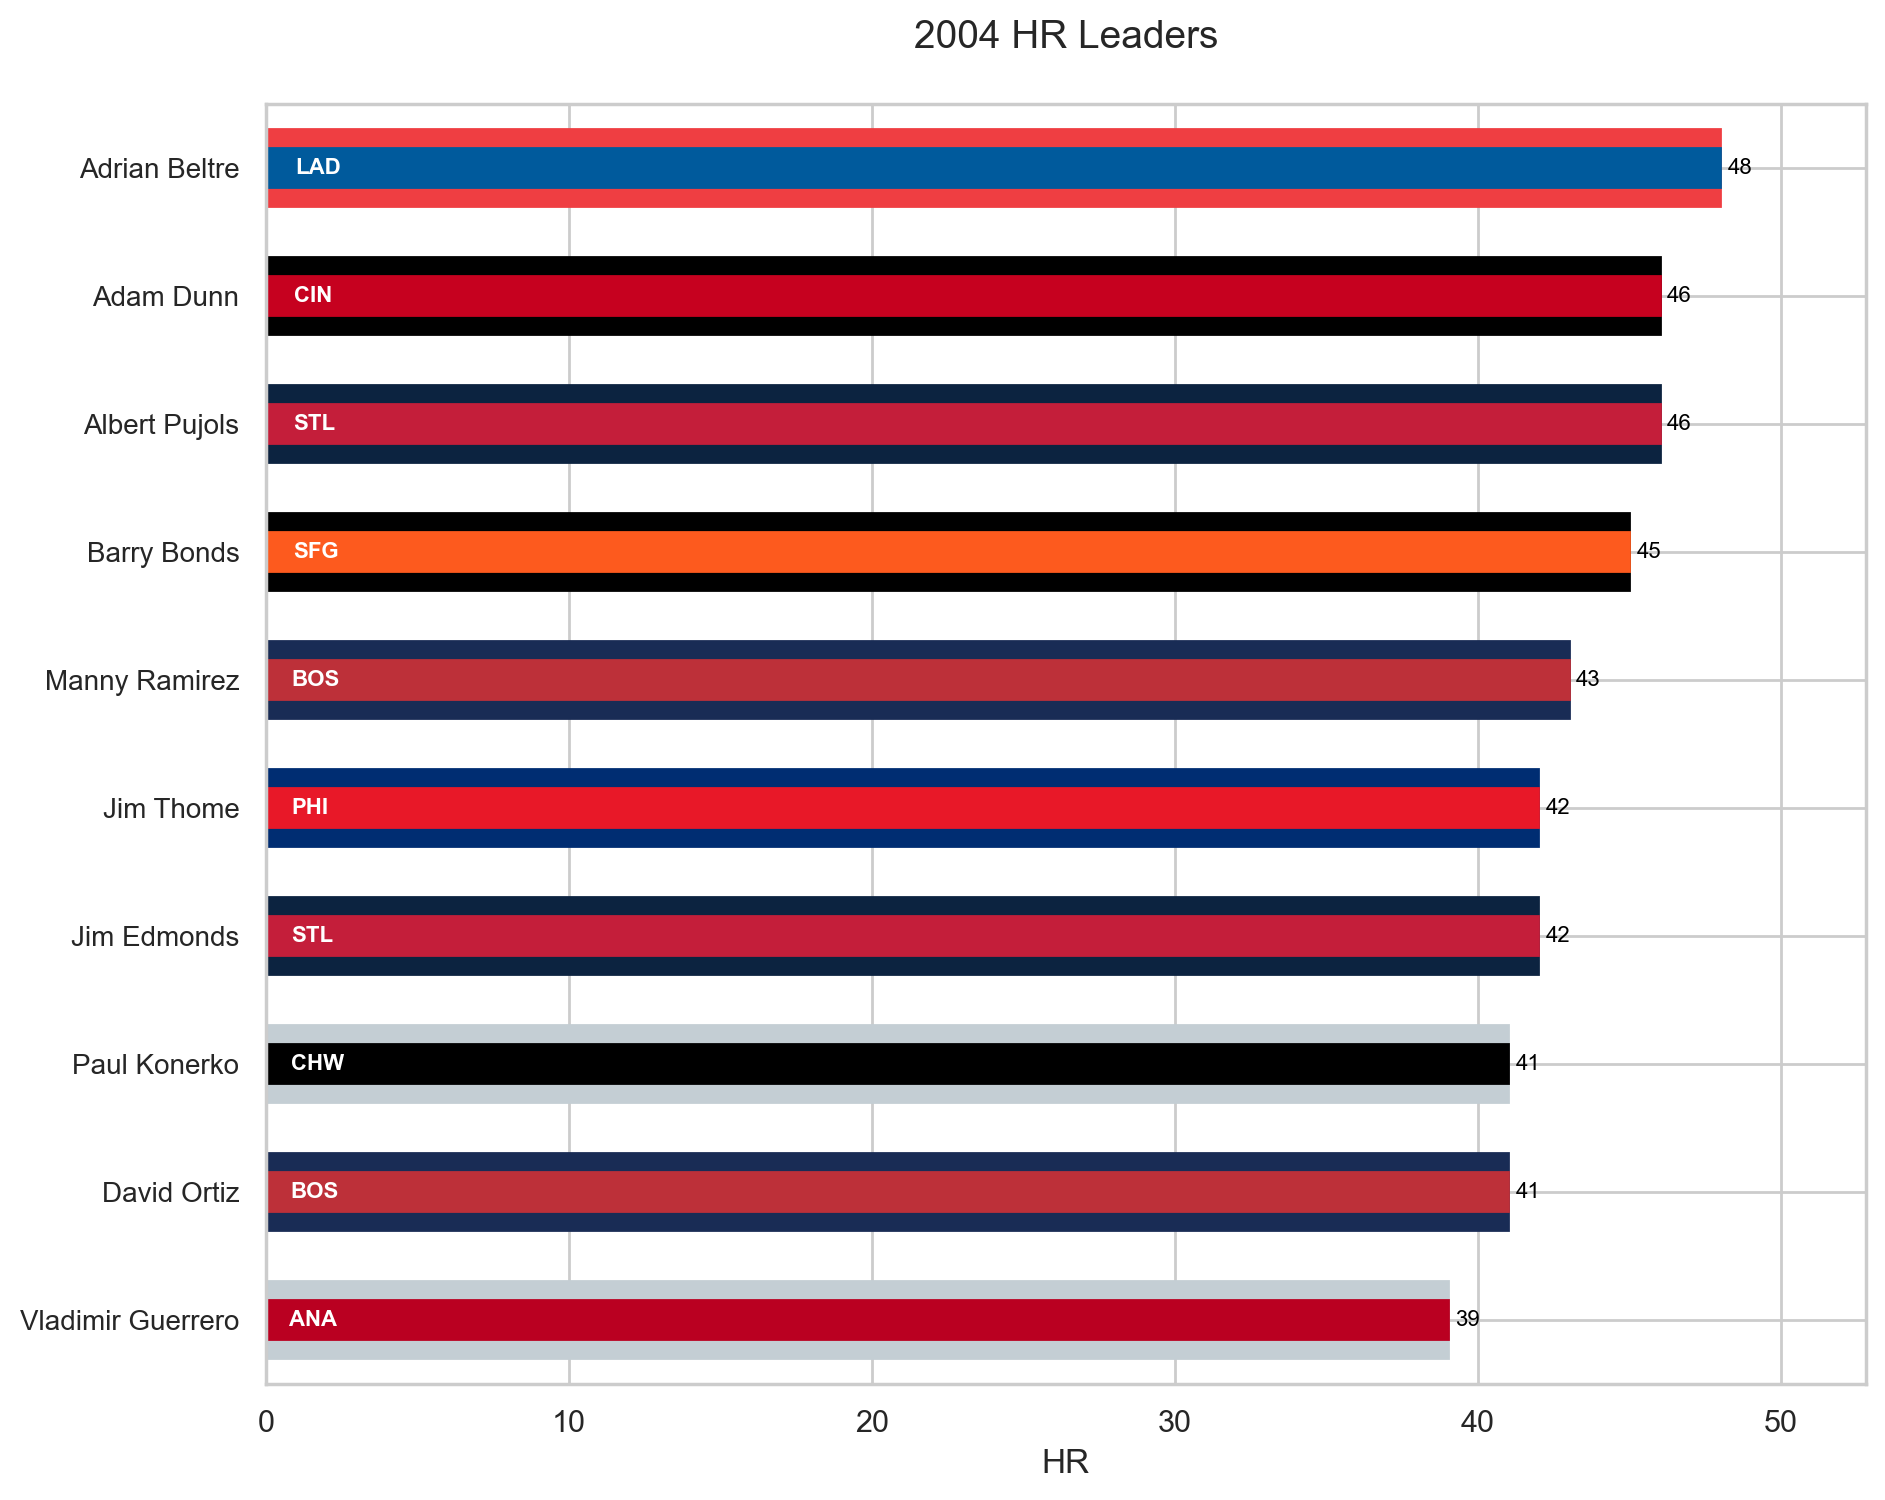 2004 HR Leaders
Adrian Beltre LAD 48
Adam Dunn CIN 46
Albert Pujols STL 46
Barry Bonds SFG 45
Manny Ramirez BOS 43
Jim Thome PHI 42
Jim Edmonds STL 42
Paul Konerko CHW 41
David Ortiz BOS 41
Vladimir Guerrero ANA 39
0 10 20 30 40 50
HR